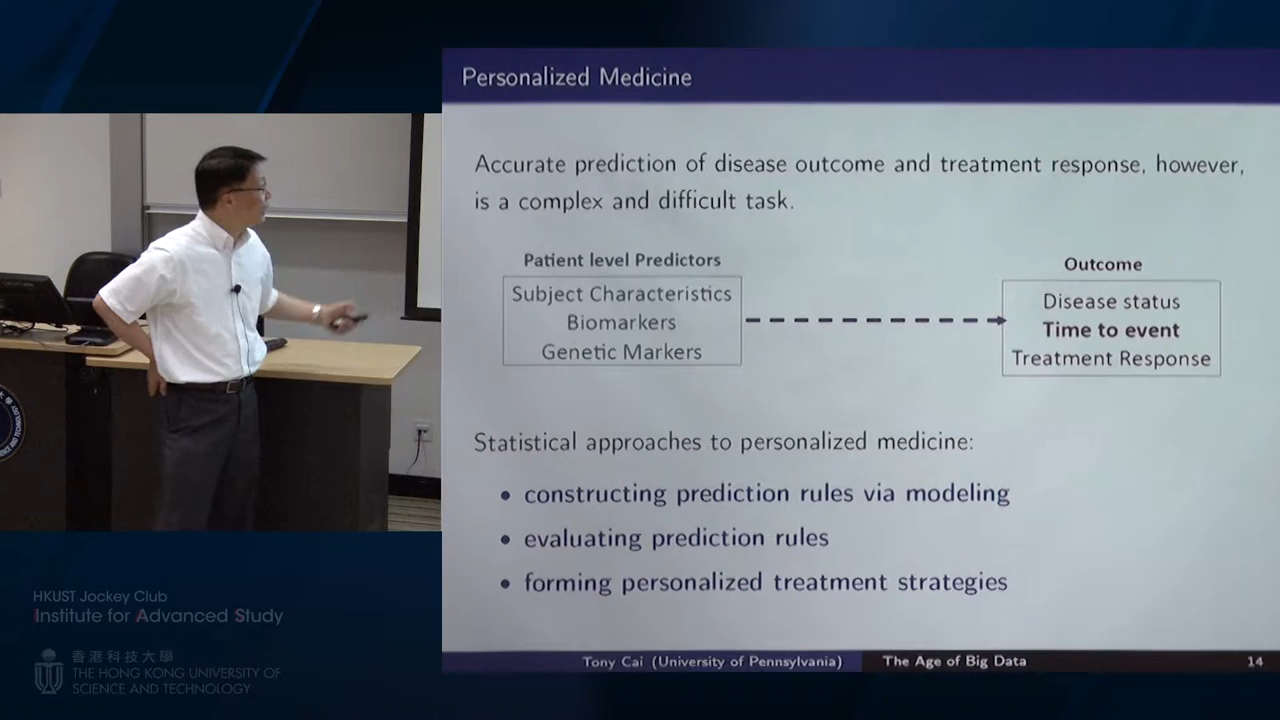 Personalized Medicine
Accurate prediction of disease outcome and treatment response, however,
is a complex and difficult task.
Patient level Predictors
Subject Characteristics
Biomarkers
Genetic Markers
Outcome
Disease status
Time to event
Treatment Response
Statistical approaches to personalized medicine:
• constructing prediction rules via modeling
• evaluating prediction rules
• forming personalized treatment strategies
Tony Cai (University of Pennsylvania)
The Age of Big Data
14
HKUST Jockey Club
Institute for Advanced Study
香港科技大學
THE HONG KONG UNIVERSITY OF
SCIENCE AND TECHNOLOGY